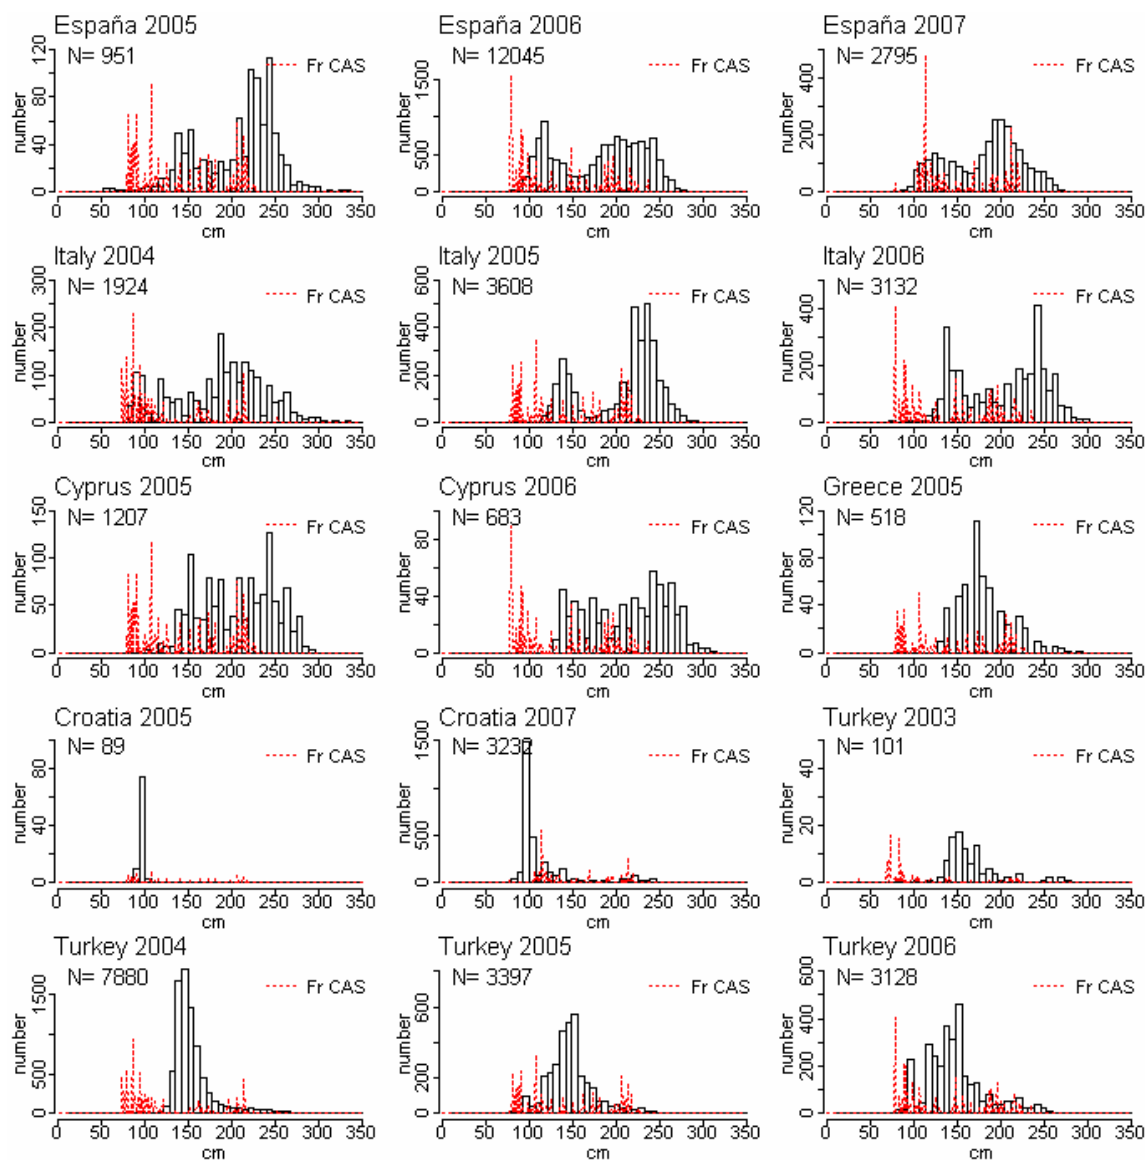 España 2005
N= 951
Fr CAS
number
0 40 80 120
0 50 100 150 200 250 300 350
cm
España 2006
N= 12045
Fr CAS
number
0 500 1500
0 50 100 150 200 250 300 350
cm
España 2007
N= 2795
Fr CAS
number
0 200 400
0 50 100 150 200 250 300 350
cm
Italy 2004
N= 1924
Fr CAS
number
0 100 200 300
0 50 100 150 200 250 300 350
cm
Italy 2005
N= 3608
Fr CAS
number
0 200 400 600
0 50 100 150 200 250 300 350
cm
Italy 2006
N= 3132
Fr CAS
number
0 200 400
0 50 100 150 200 250 300 350
cm
Cyprus 2005
N= 1207
Fr CAS
number
0 50 100 150
0 50 100 150 200 250 300 350
cm
Cyprus 2006
N= 683
Fr CAS
number
0 40 80
0 50 100 150 200 250 300 350
cm
Greece 2005
N= 518
Fr CAS
number
0 40 80 120
0 50 100 150 200 250 300 350
cm
Croatia 2005
N= 89
Fr CAS
number
0 40 80
0 50 100 150 200 250 300 350
cm
Croatia 2007
N= 3232
Fr CAS
number
0 500 1500
0 50 100 150 200 250 300 350
cm
Turkey 2003
N= 101
Fr CAS
number
0 20 40
0 50 100 150 200 250 300 350
cm
Turkey 2004
N= 7880
Fr CAS
number
0 500 1500
0 50 100 150 200 250 300 350
cm
Turkey 2005
N= 3397
Fr CAS
number
0 200 600
0 50 100 150 200 250 300 350
cm
Turkey 2006
N= 3128
Fr CAS
number
0 200 400 600
0 50 100 150 200 250 300 350
cm